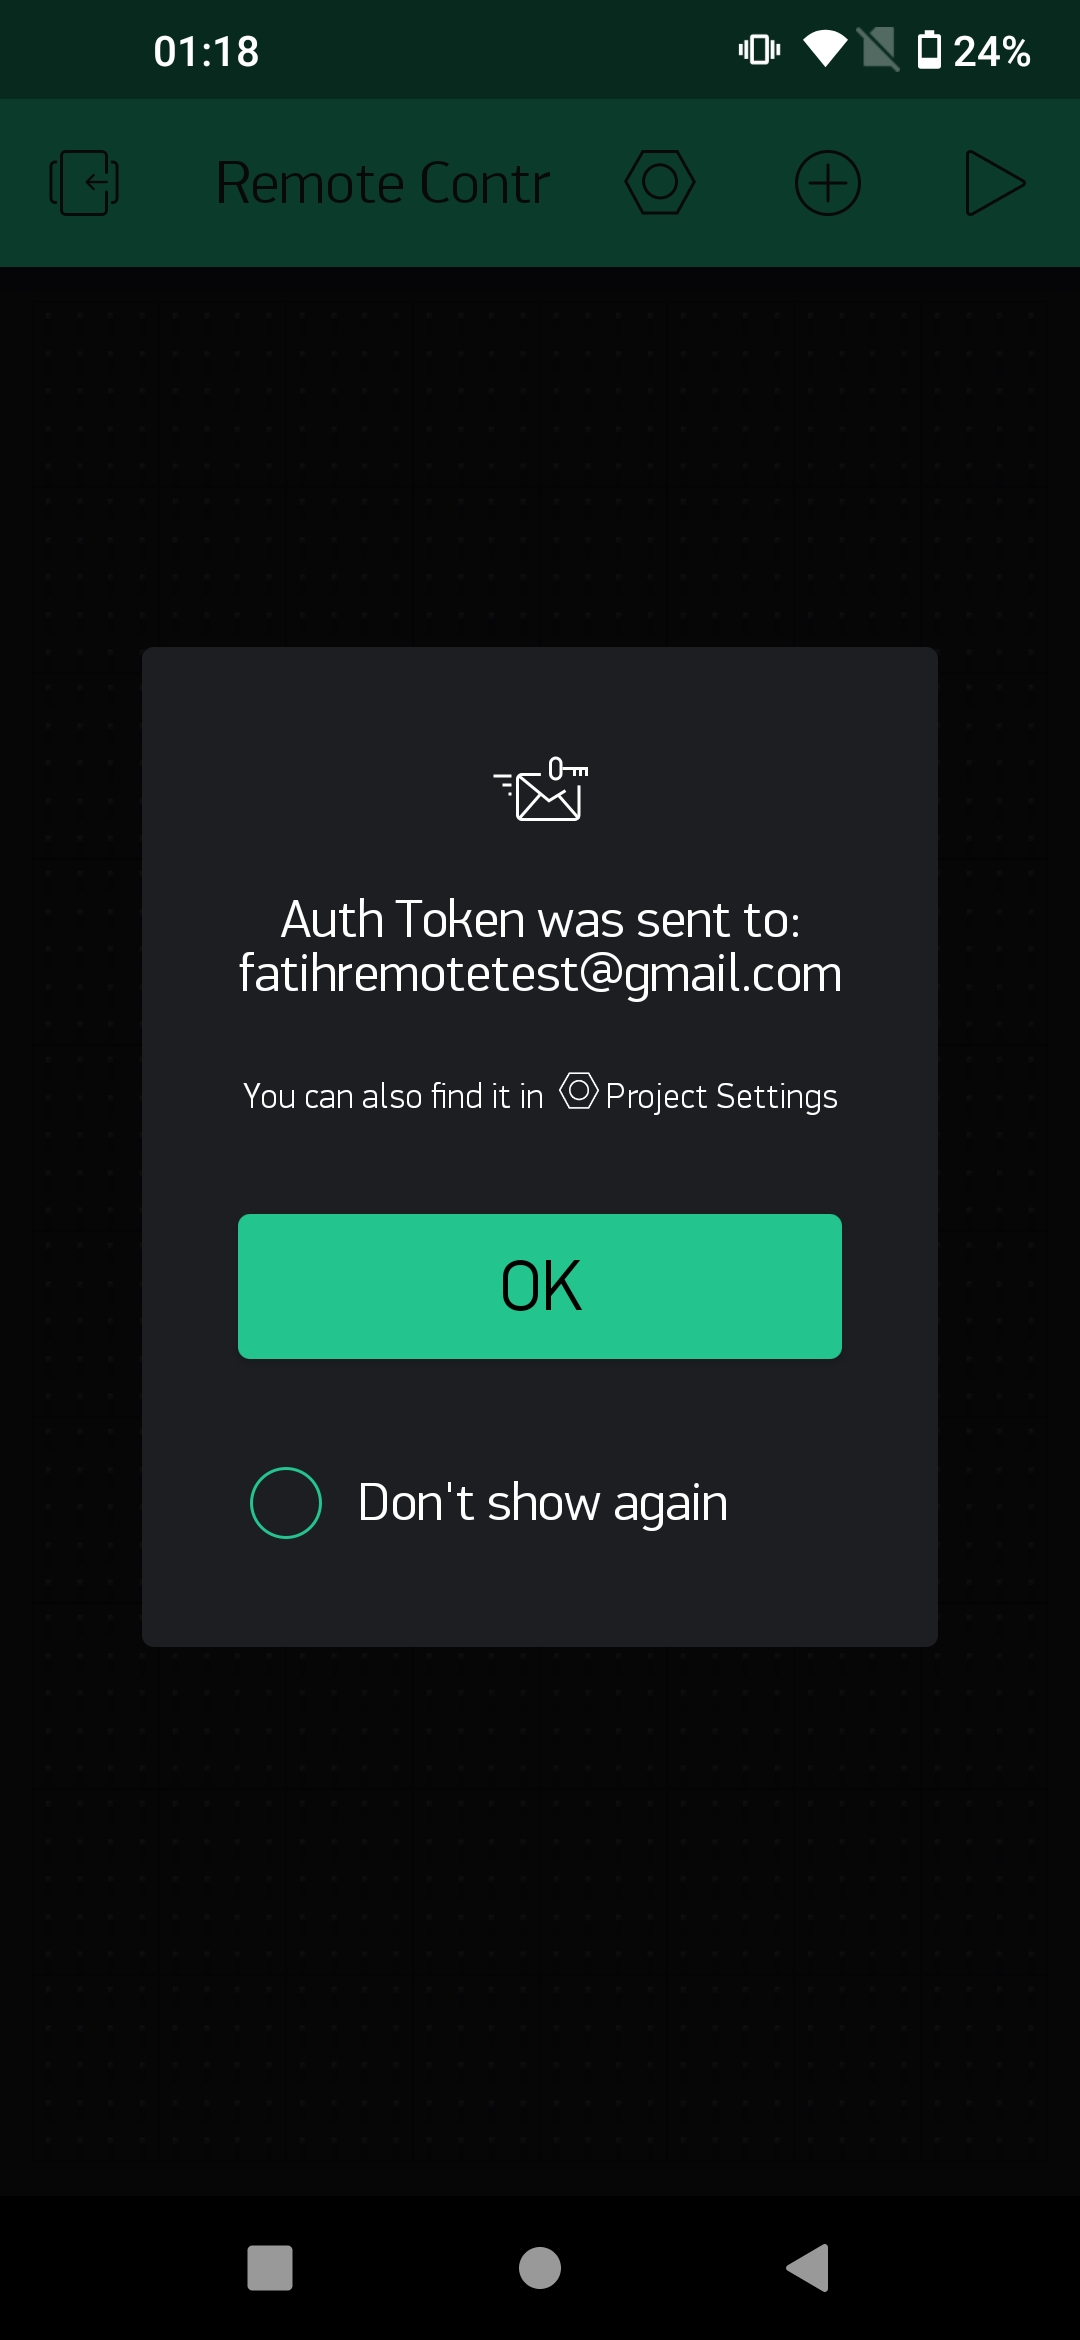 01:18
24%
Remote Contr
Auth Token was sent to:
fatihremotetest@gmail.com
You can also find it in Project Settings
OK
Don't show again